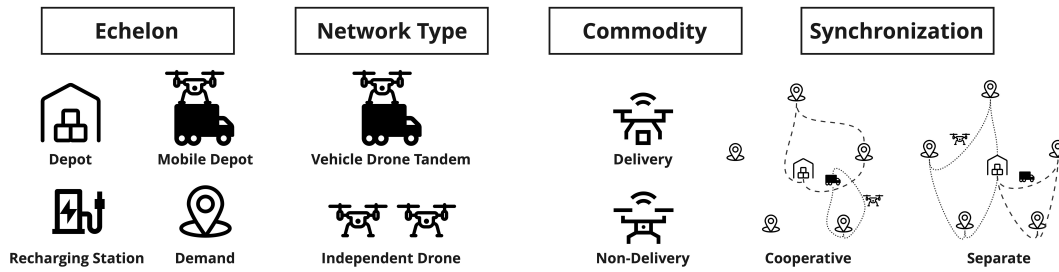 Echelon
Network Type
Commodity
Synchronization
Depot
Mobile Depot
Vehicle Drone Tandem
Delivery
Recharging Station
Demand
Independent Drone
Non-Delivery
Cooperative
Separate